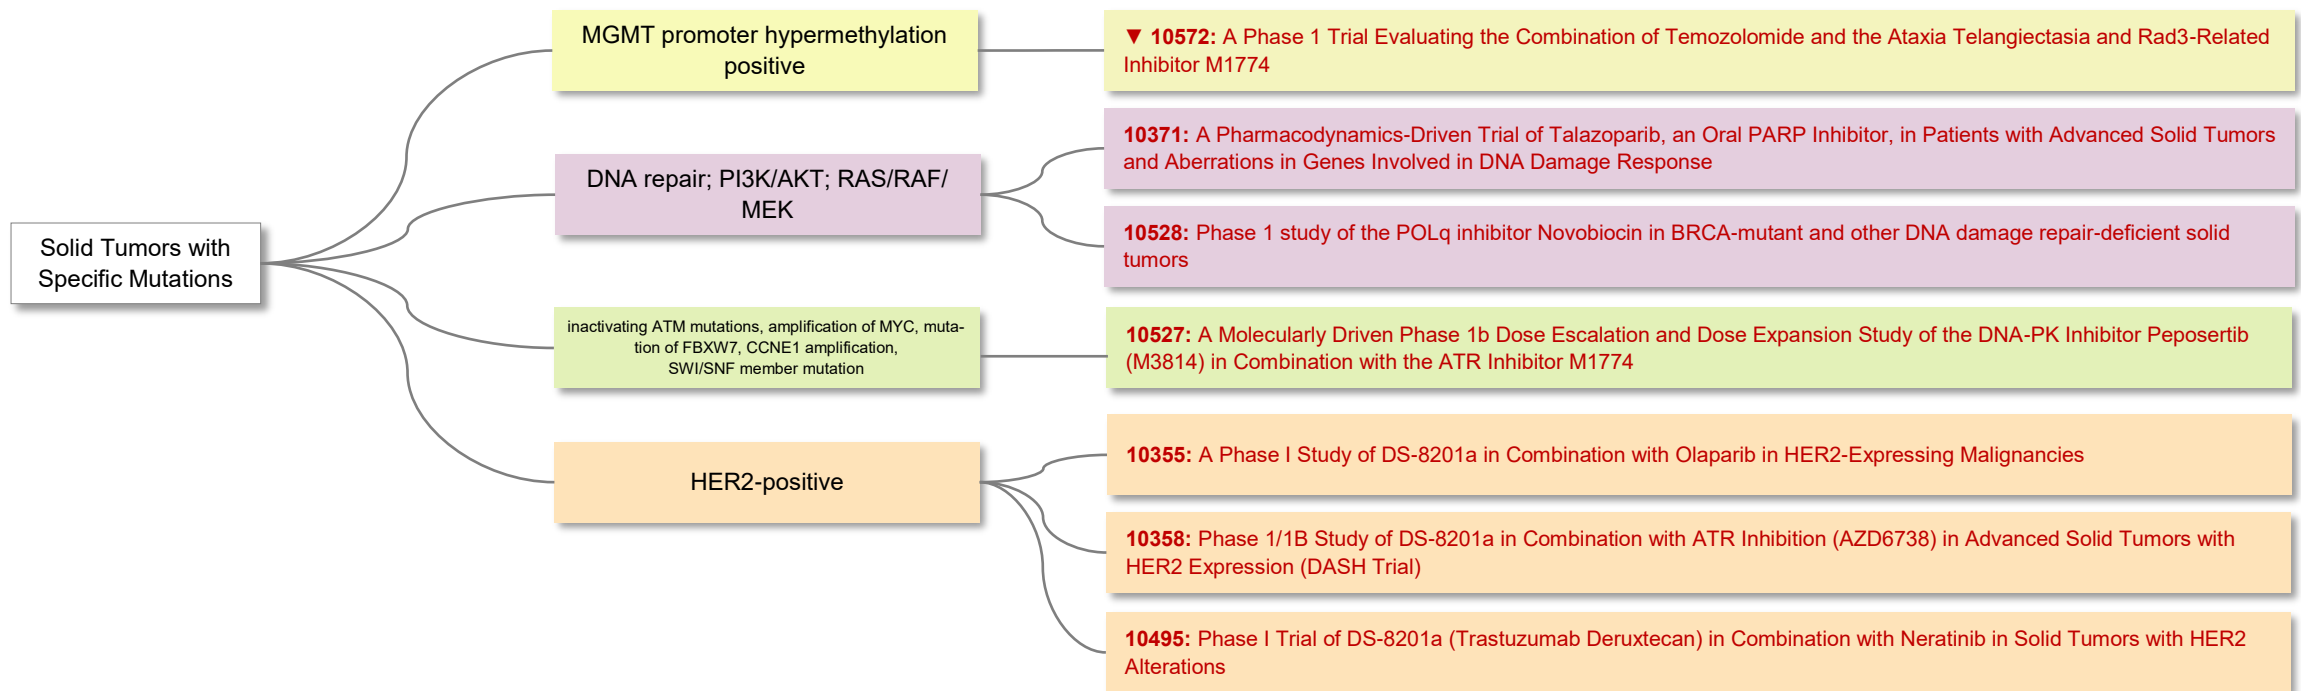 MGMT promoter hypermethylation
positive
▼ 10572: A Phase 1 Trial Evaluating the Combination of Temozolomide and the Ataxia Telangiectasia and Rad3-Related
Inhibitor M1774
10371: A Pharmacodynamics-Driven Trial of Talazoparib, an Oral PARP Inhibitor, in Patients with Advanced Solid Tumors
and Aberrations in Genes Involved in DNA Damage Response
DNA repair; PI3K/AKT; RAS/RAF/
MEK
10528: Phase 1 study of the POLq inhibitor Novobiocin in BRCA-mutant and other DNA damage repair-deficient solid
tumors
Solid Tumors with
Specific Mutations
inactivating ATM mutations, amplification of MYC, muta-
tion of FBXW7, CCNE1 amplification,
SWI/SNF member mutation
10527: A Molecularly Driven Phase 1b Dose Escalation and Dose Expansion Study of the DNA-PK Inhibitor Peposertib
(M3814) in Combination with the ATR Inhibitor M1774
HER2-positive
10355: A Phase I Study of DS-8201a in Combination with Olaparib in HER2-Expressing Malignancies
10358: Phase 1/1B Study of DS-8201a in Combination with ATR Inhibition (AZD6738) in Advanced Solid Tumors with
HER2 Expression (DASH Trial)
10495: Phase I Trial of DS-8201a (Trastuzumab Deruxtecan) in Combination with Neratinib in Solid Tumors with HER2
Alterations